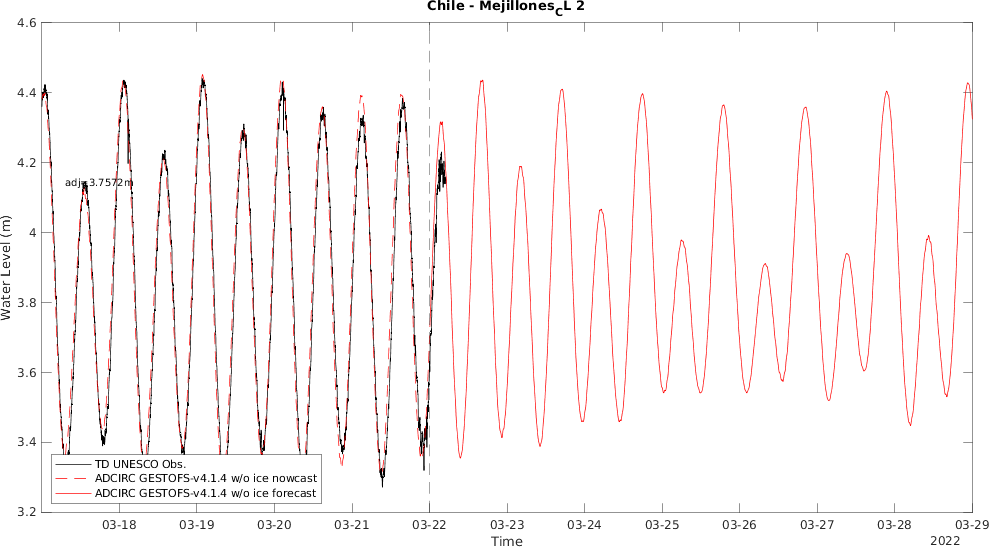 Chile - Mejillones_CL 2
Water Level (m)
4.6
4.4
4.2
4
3.8
3.6
3.4
3.2
adj:-3.7572m
TD UNESCO Obs.
ADCIRC GESTOFS-v4.1.4 w/o ice nowcast
ADCIRC GESTOFS-v4.1.4 w/o ice forecast
03-18 03-19 03-20 03-21 03-22 03-23 03-24 03-25 03-26 03-27 03-28 03-29
Time
2022